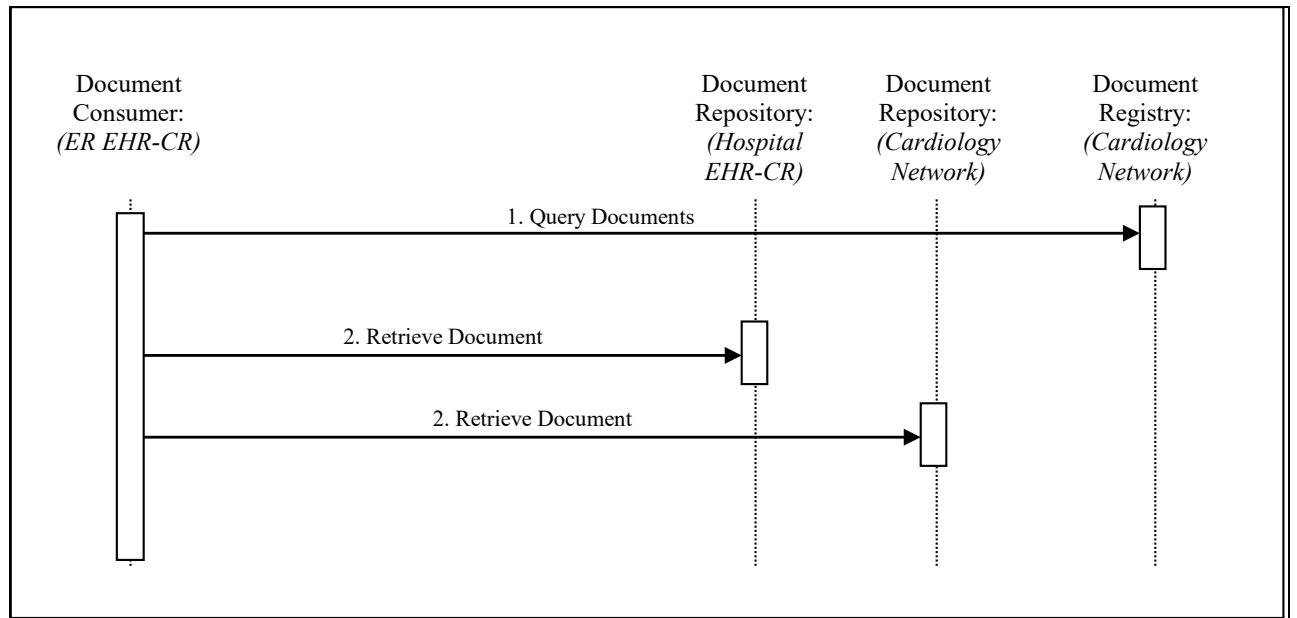 Document
Consumer:
(ER EHR-CR)
Document
Repository:
(Hospital
EHR-CR)
Document
Repository:
(Cardiology
Network)
Document
Registry:
(Cardiology
Network)
1. Query Documents
2. Retrieve Document
2. Retrieve Document